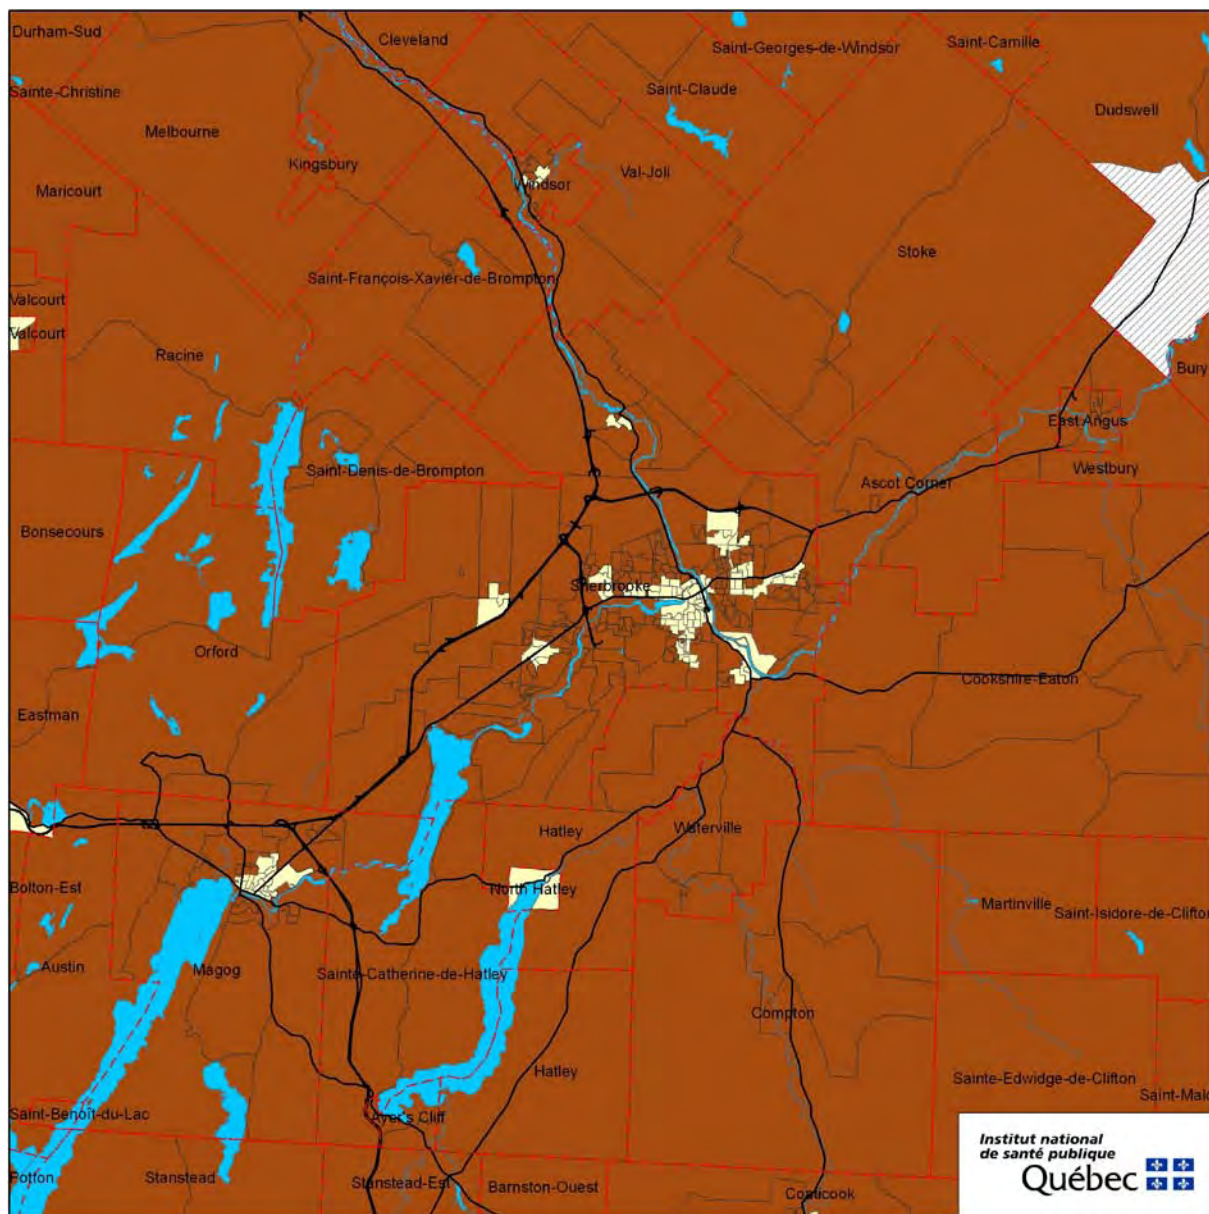 Durham-Sud
Cleveland
Saint-Georges-de-Windsor
Saint-Camille
Sainte-Christine
Saint-Claude
Dudswell
Melbourne
Kingsbury
Windsor
Val-Joli
Maricourt
Stoke
Saint-François-Xavier-de-Brompton
Valcourt
Valcourt
Racine
Bury
East Angus
Saint-Denis-de-Brompton
Westbury
Ascot Corner
Bonsecours
Sherbrooke
Orford
Cookshire-Eaton
Eastman
Hatley
Waterville
Bolton-Est
North Hatley
Martinville
Saint-Isidore-de-Clifton
Austin
Magog
Sainte-Catherine-de-Hatley
Compton
Hatley
Sainte-Edwidge-de-Clifton
Saint-Malo
Saint-Benoît-du-Lac
Ayer's Cliff
Potton
Stanstead
Stanstead-Est
Barnston-Ouest
Coaticook
Institut national
de santé publique
Québec